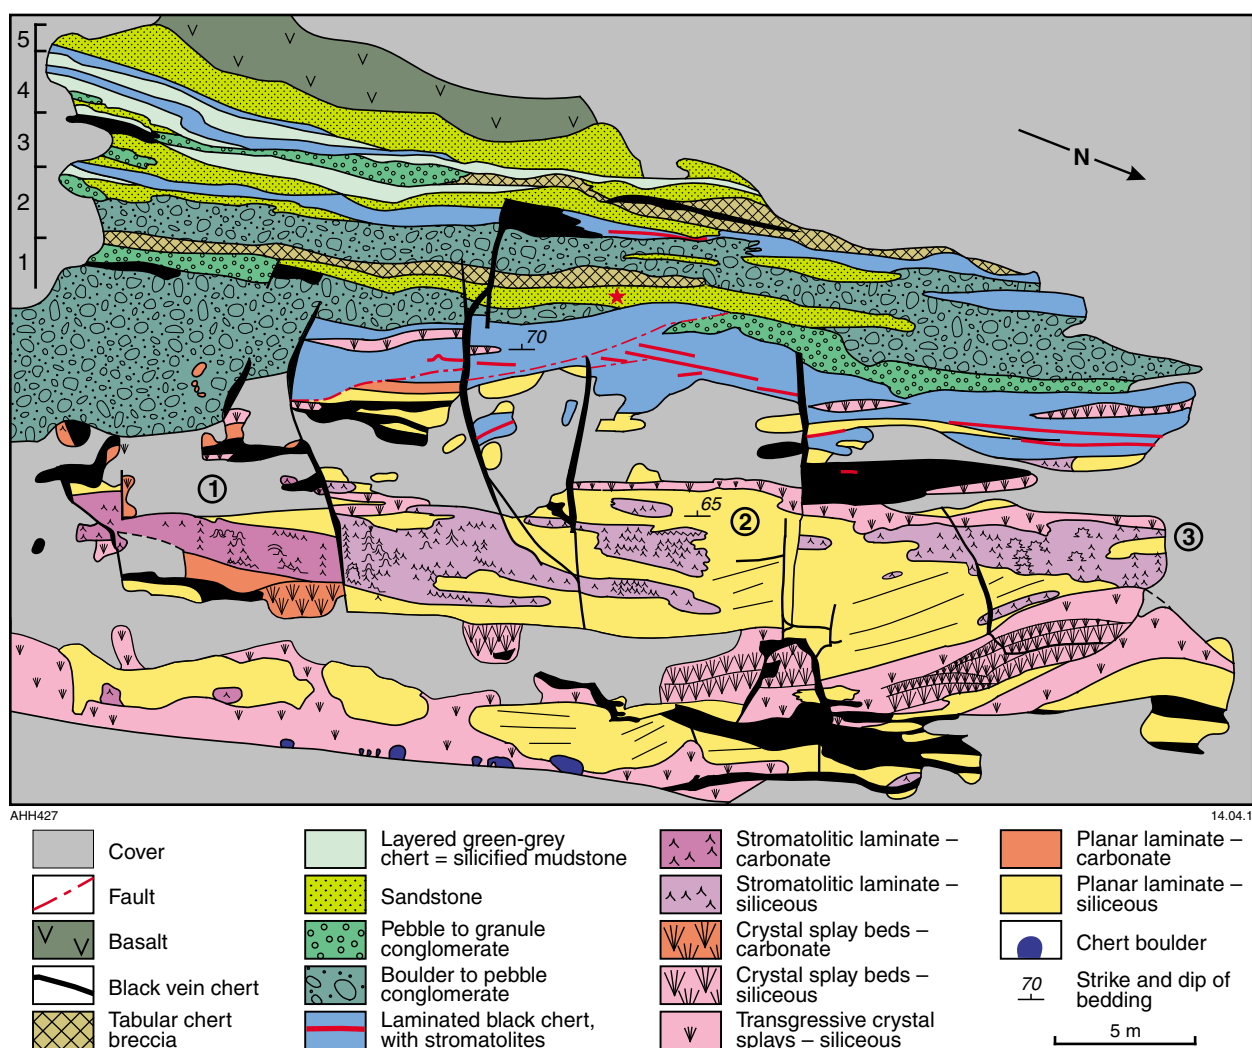 5
4
3
2
1
N
70
1
65
2
3
AHH427
14.04.1
Cover
Fault
Basalt
Black vein chert
Tabular chert
breccia
Layered green-grey
chert = silicified mudstone
Sandstone
Pebble to granule
conglomerate
Boulder to pebble
conglomerate
Laminated black chert,
with stromatolites
Stromatolitic laminate –
carbonate
Stromatolitic laminate –
siliceous
Crystal splay beds –
carbonate
Crystal splay beds –
siliceous
Transgressive crystal
splays – siliceous
Planar laminate –
carbonate
Planar laminate –
siliceous
Chert boulder
70
Strike and dip of
bedding
5 m